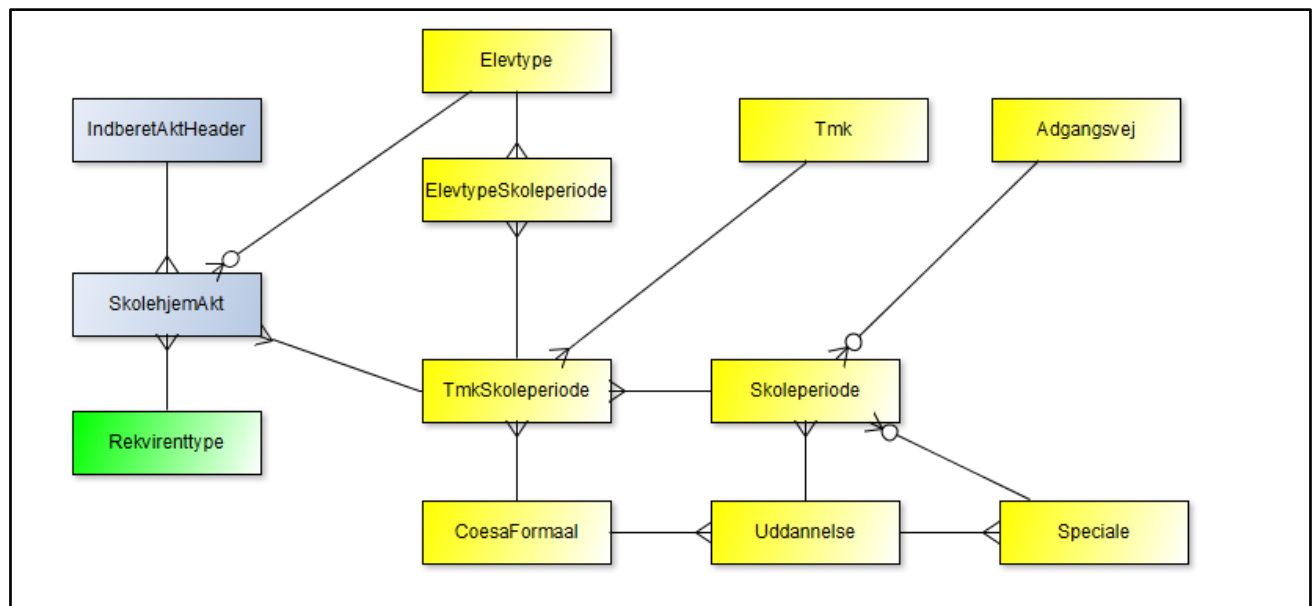 Elevtype
IndberetAktHeader
Tmk
Adgangsvej
ElevtypeSkoleperiode
SkolehjemAkt
TmkSkoleperiode
Skoleperiode
Rekvirenttype
CoesaFormaal
Uddannelse
Speciale